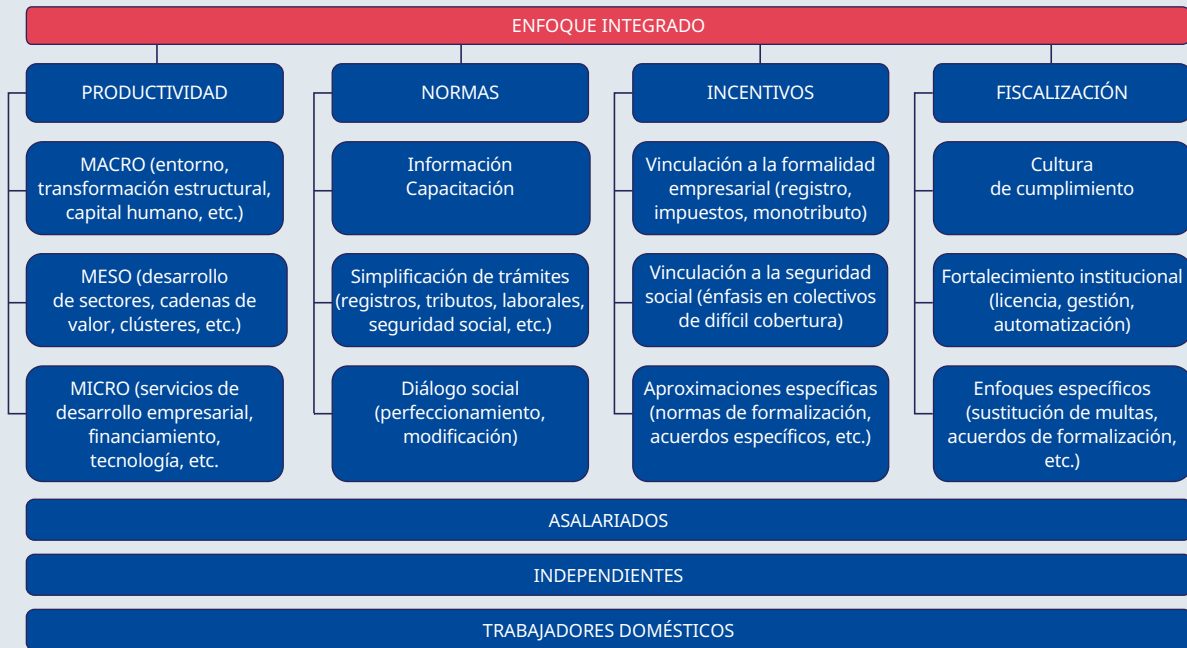 ENFOQUE INTEGRADO
PRODUCTIVIDAD
MACRO (entorno,
transformación estructural,
capital humano, etc.)
MESO (desarrollo
de sectores, cadenas de
valor, clústeres, etc.)
MICRO (servicios de
desarrollo empresarial,
financiamiento,
tecnología, etc.
NORMAS
Información
Capacitación
Simplificación de trámites
(registros, tributos, laborales,
seguridad social, etc.)
Diálogo social
(perfeccionamiento,
modificación)
INCENTIVOS
Vinculación a la formalidad
empresarial (registro,
impuestos, monotributo)
Vinculación a la seguridad
social (énfasis en colectivos
de difícil cobertura)
Aproximaciones específicas
(normas de formalización,
acuerdos específicos, etc.)
FISCALIZACIÓN
Cultura
de cumplimiento
Fortalecimiento institucional
(licencia, gestión,
automatización)
Enfoques específicos
(sustitución de multas,
acuerdos de formalización,
etc.)
ASALARIADOS
INDEPENDIENTES
TRABAJADORES DOMÉSTICOS